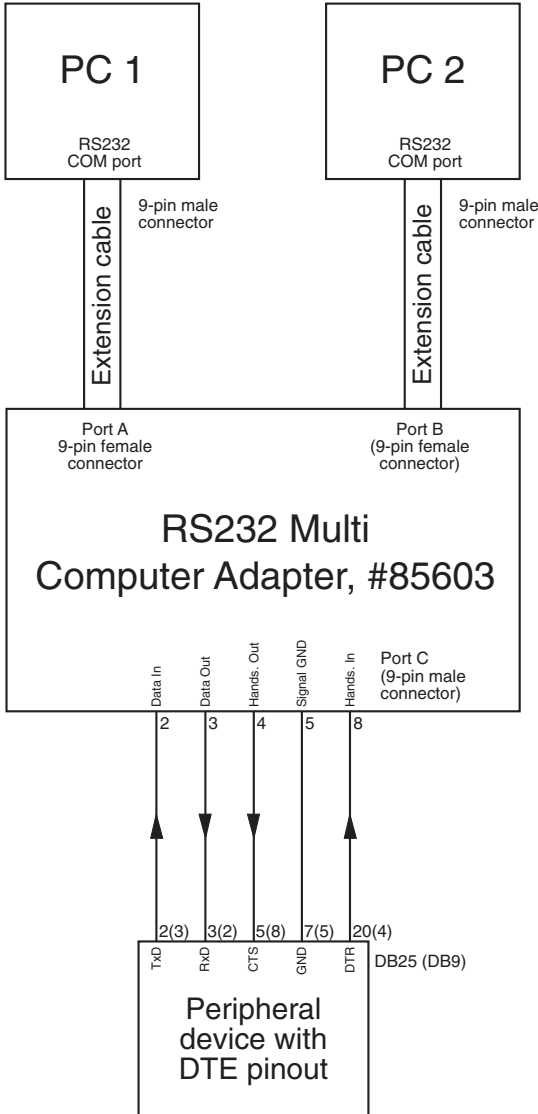 PC 1
RS232
COM port
9-pin male
connector
Extension cable
PC 2
RS232
COM port
9-pin male
connector
Extension cable
Port A
9-pin female
connector
Port B
(9-pin female
connector)
RS232 Multi
Computer Adapter, #85603
Data In
Data Out
Hands. Out
Signal GND
Hands. In
Port C
(9-pin male
connector)
2
3
4
5
8
2(3)
3(2)
5(8)
7(5)
20(4)
TxD
RxD
CTS
GND
DTR
DB25 (DB9)
Peripheral
device with
DTE pinout